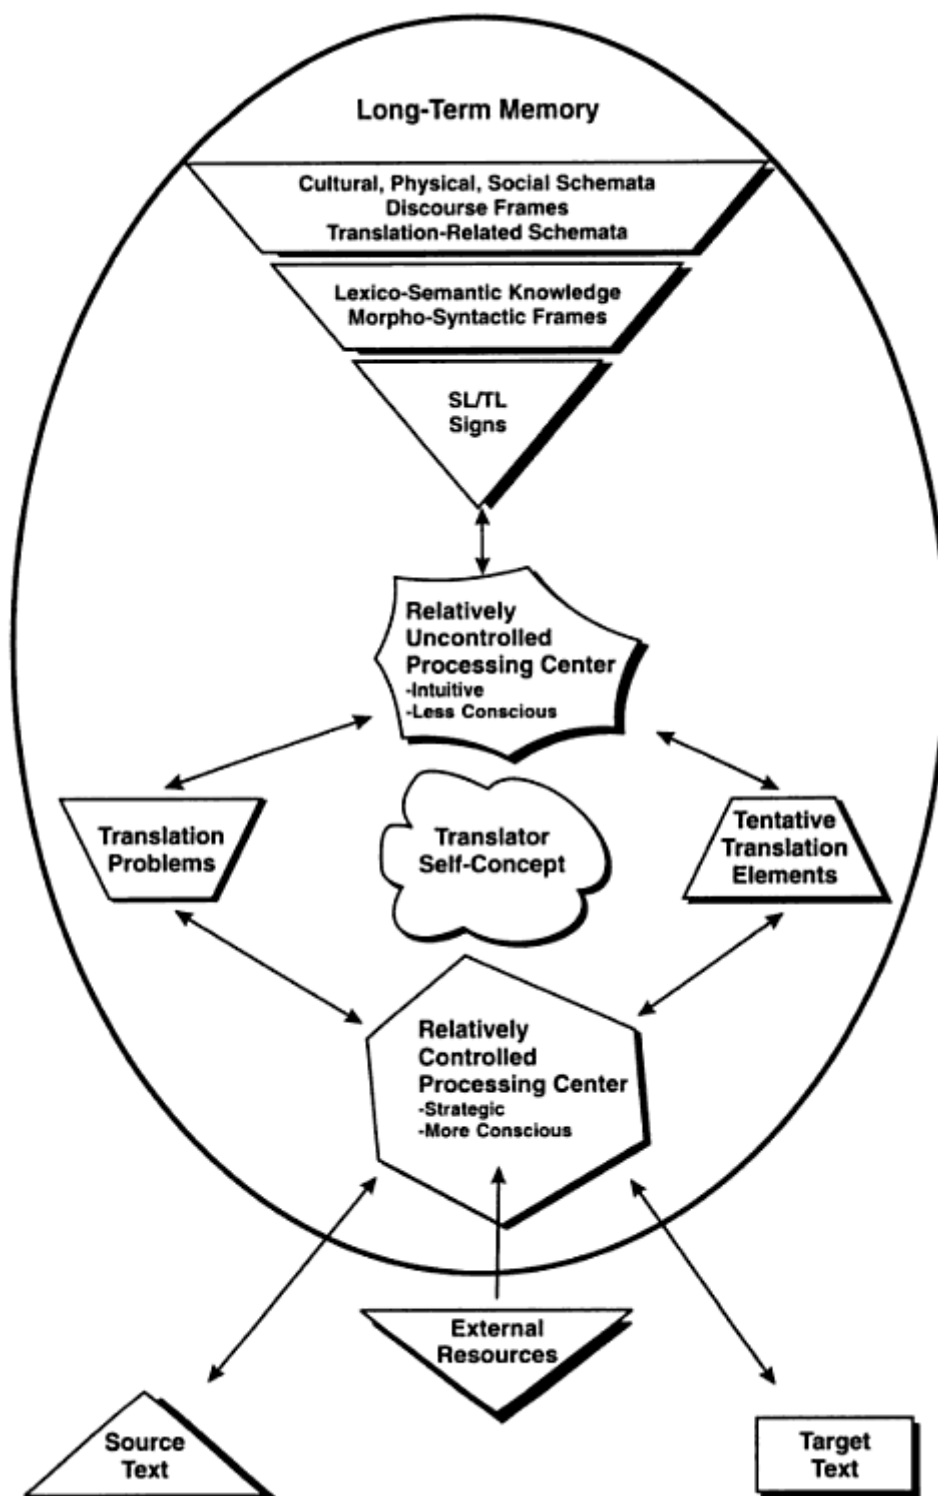 Long-Term Memory
Cultural, Physical, Social Schemata
Discourse Frames
Translation-Related Schemata
Lexico-Semantic Knowledge
Morpho-Syntactic Frames
SL/TL
Signs
Relatively
Uncontrolled
Processing Center
-Intuitive
-Less Conscious
Translation
Problems
Translator
Self-Concept
Tentative
Translation
Elements
Relatively
Controlled
Processing Center
-Strategic
-More Conscious
External
Resources
Source
Text
Target
Text